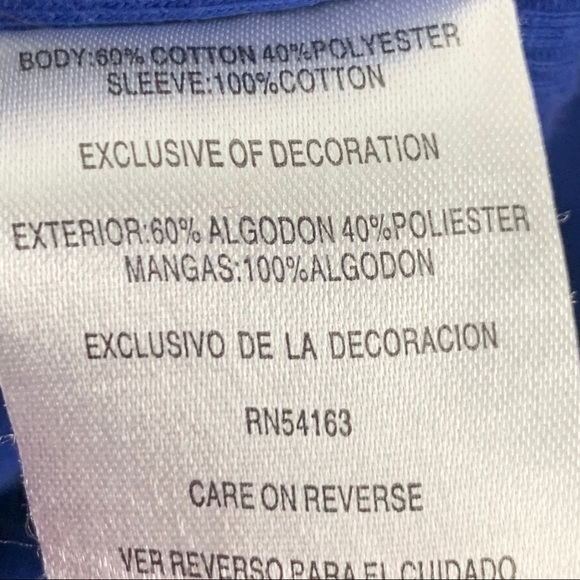 BODY:60% COTTON 40%POLYESTER
SLEEVE:100%COTTON
EXCLUSIVE OF DECORATION
EXTERIOR:60% ALGODON 40%POLIESTER
MANGAS:100%ALGODON
EXCLUSIVO DE LA DECORACION
RN54163
CARE ON REVERSE
VER REVERSO PARA EL CUIDADO